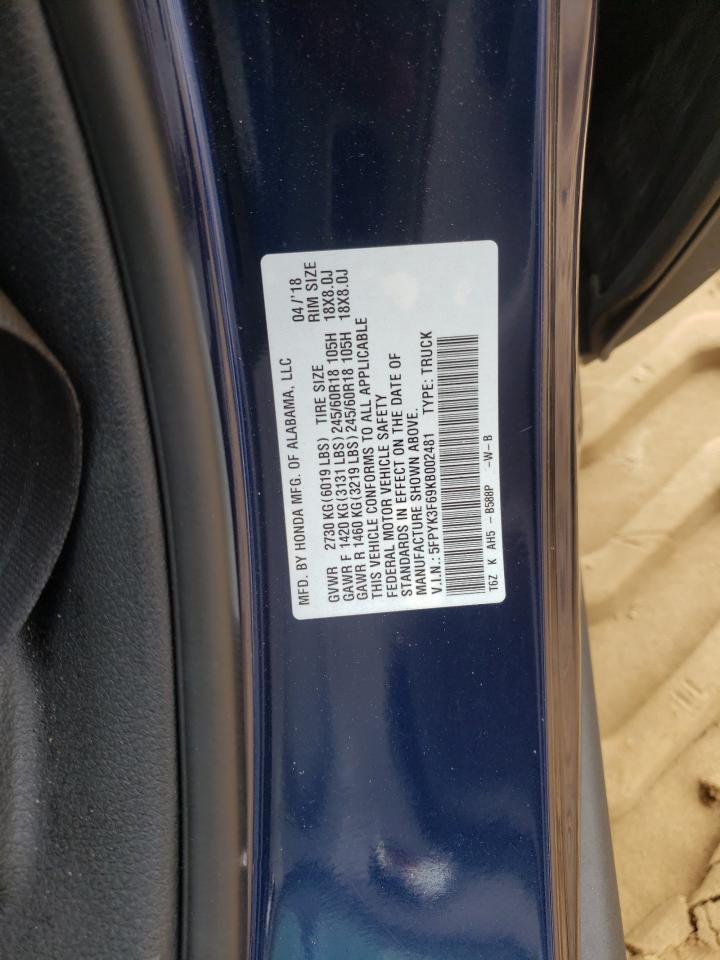 MFD. BY HONDA MFG. OF ALABAMA, LLC 04/'18
GVWR 2730 KG(6019 LBS) TIRE SIZE RIM SIZE
GAWR F 1420 KG(3131 LBS)245/60R18 105H 18X8.0J
GAWR R 1460 KG(3219 LBS)245/60R18 105H 18X8.0J
THIS VEHICLE CONFORMS TO ALL APPLICABLE
FEDERAL MOTOR VEHICLE SAFETY
STANDARDS IN EFFECT ON THE DATE OF
MANUFACTURE SHOWN ABOVE.
V.I.N.: 5FPYK3F69KB002481 TYPE: TRUCK
T6Z K AH5 - B588P -W-B